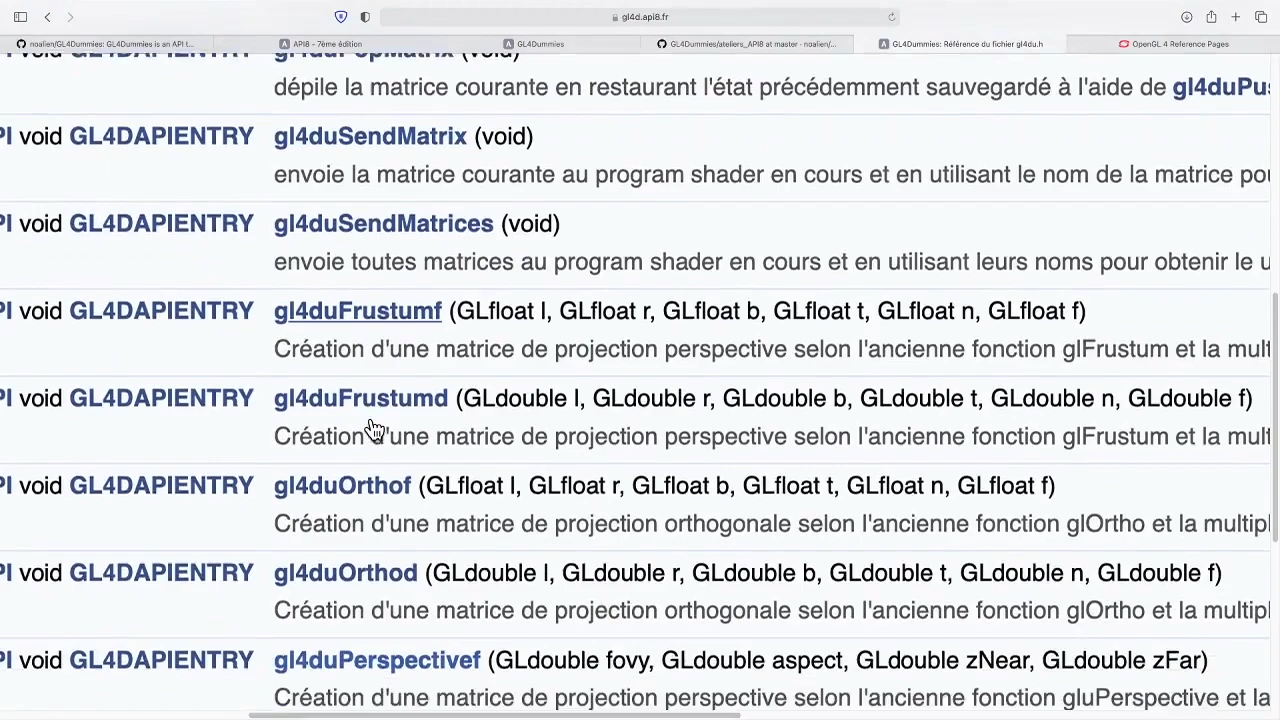 gl4d.api8.fr
noalien/GL4Dummies: GL4Dummies is an API t...
API8 - 7ème édition
GL4Dummies
GL4Dummies/ateliers_API8 at master · noalien/...
GL4Dummies: Référence du fichier gl4du.h
OpenGL 4 Reference Pages
gl4duPopMatrix (void)
dépile la matrice courante en restaurant l'état précédemment sauvegardé à l'aide de gl4duPus
PI void GL4DAPIENTRY gl4duSendMatrix (void)
envoie la matrice courante au program shader en cours et en utilisant le nom de la matrice pou
PI void GL4DAPIENTRY gl4duSendMatrices (void)
envoie toutes matrices au program shader en cours et en utilisant leurs noms pour obtenir le u
PI void GL4DAPIENTRY gl4duFrustumf (GLfloat l, GLfloat r, GLfloat b, GLfloat t, GLfloat n, GLfloat f)
Création d'une matrice de projection perspective selon l'ancienne fonction glFrustum et la mult
PI void GL4DAPIENTRY gl4duFrustumd (GLdouble l, GLdouble r, GLdouble b, GLdouble t, GLdouble n, GLdouble f)
Création d'une matrice de projection perspective selon l'ancienne fonction glFrustum et la mult
PI void GL4DAPIENTRY gl4duOrthof (GLfloat l, GLfloat r, GLfloat b, GLfloat t, GLfloat n, GLfloat f)
Création d'une matrice de projection orthogonale selon l'ancienne fonction glOrtho et la multipl
PI void GL4DAPIENTRY gl4duOrthod (GLdouble l, GLdouble r, GLdouble b, GLdouble t, GLdouble n, GLdouble f)
Création d'une matrice de projection orthogonale selon l'ancienne fonction glOrtho et la multipl
PI void GL4DAPIENTRY gl4duPerspectivef (GLdouble fovy, GLdouble aspect, GLdouble zNear, GLdouble zFar)
Création d'une matrice de projection perspective selon l'ancienne fonction gluPerspective et la